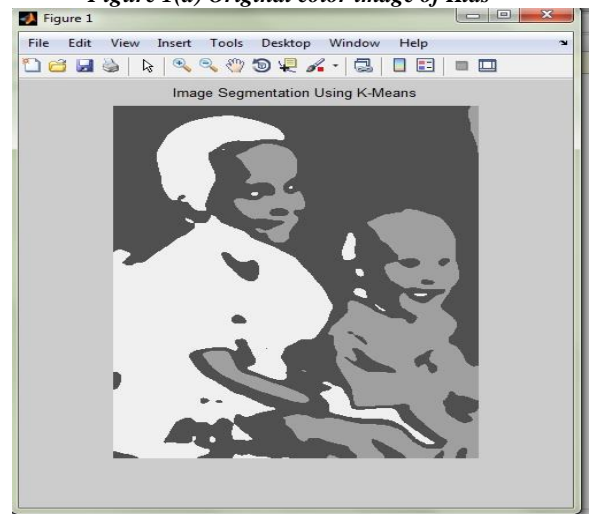 Figure 1(a) Original color image of Kids
Figure 1
File Edit View Insert Tools Desktop Window Help
Image Segmentation Using K-Means